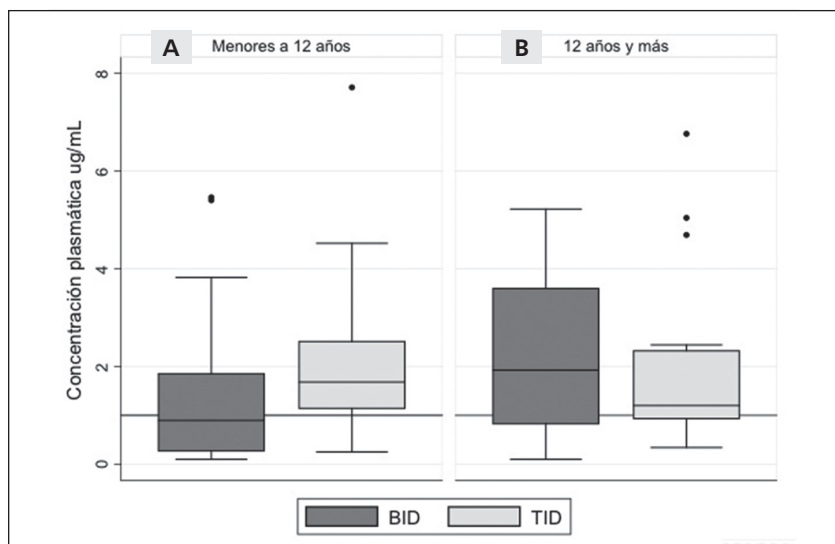 A Menores a 12 años
B 12 años y más
Concentración plasmática ug/mL
8
6
4
2
0
BID TID